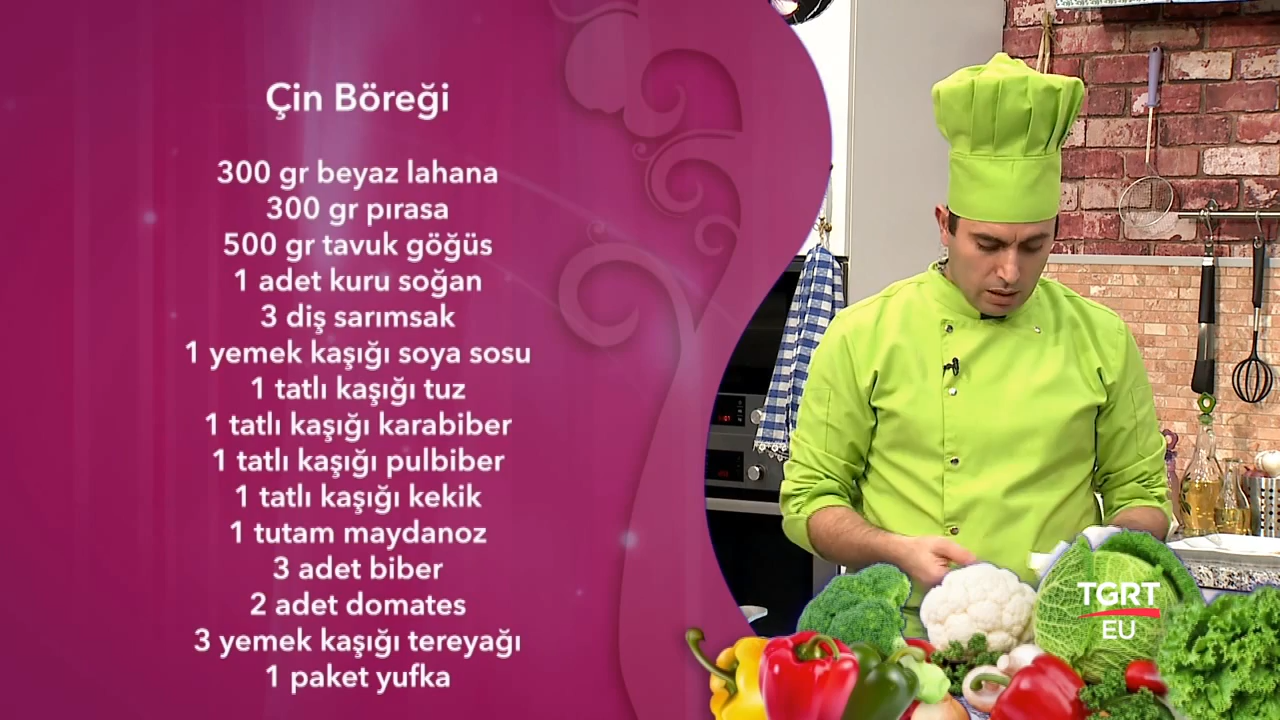 Çin Böreği
300 gr beyaz lahana
300 gr pırasa
500 gr tavuk göğüs
1 adet kuru soğan
3 diş sarımsak
1 yemek kaşığı soya sosu
1 tatlı kaşığı tuz
1 tatlı kaşığı karabiber
1 tatlı kaşığı pulbiber
1 tatlı kaşığı kekik
1 tutam maydanoz
3 adet biber
2 adet domates
3 yemek kaşığı tereyağı
1 paket yufka
TGRT
EU